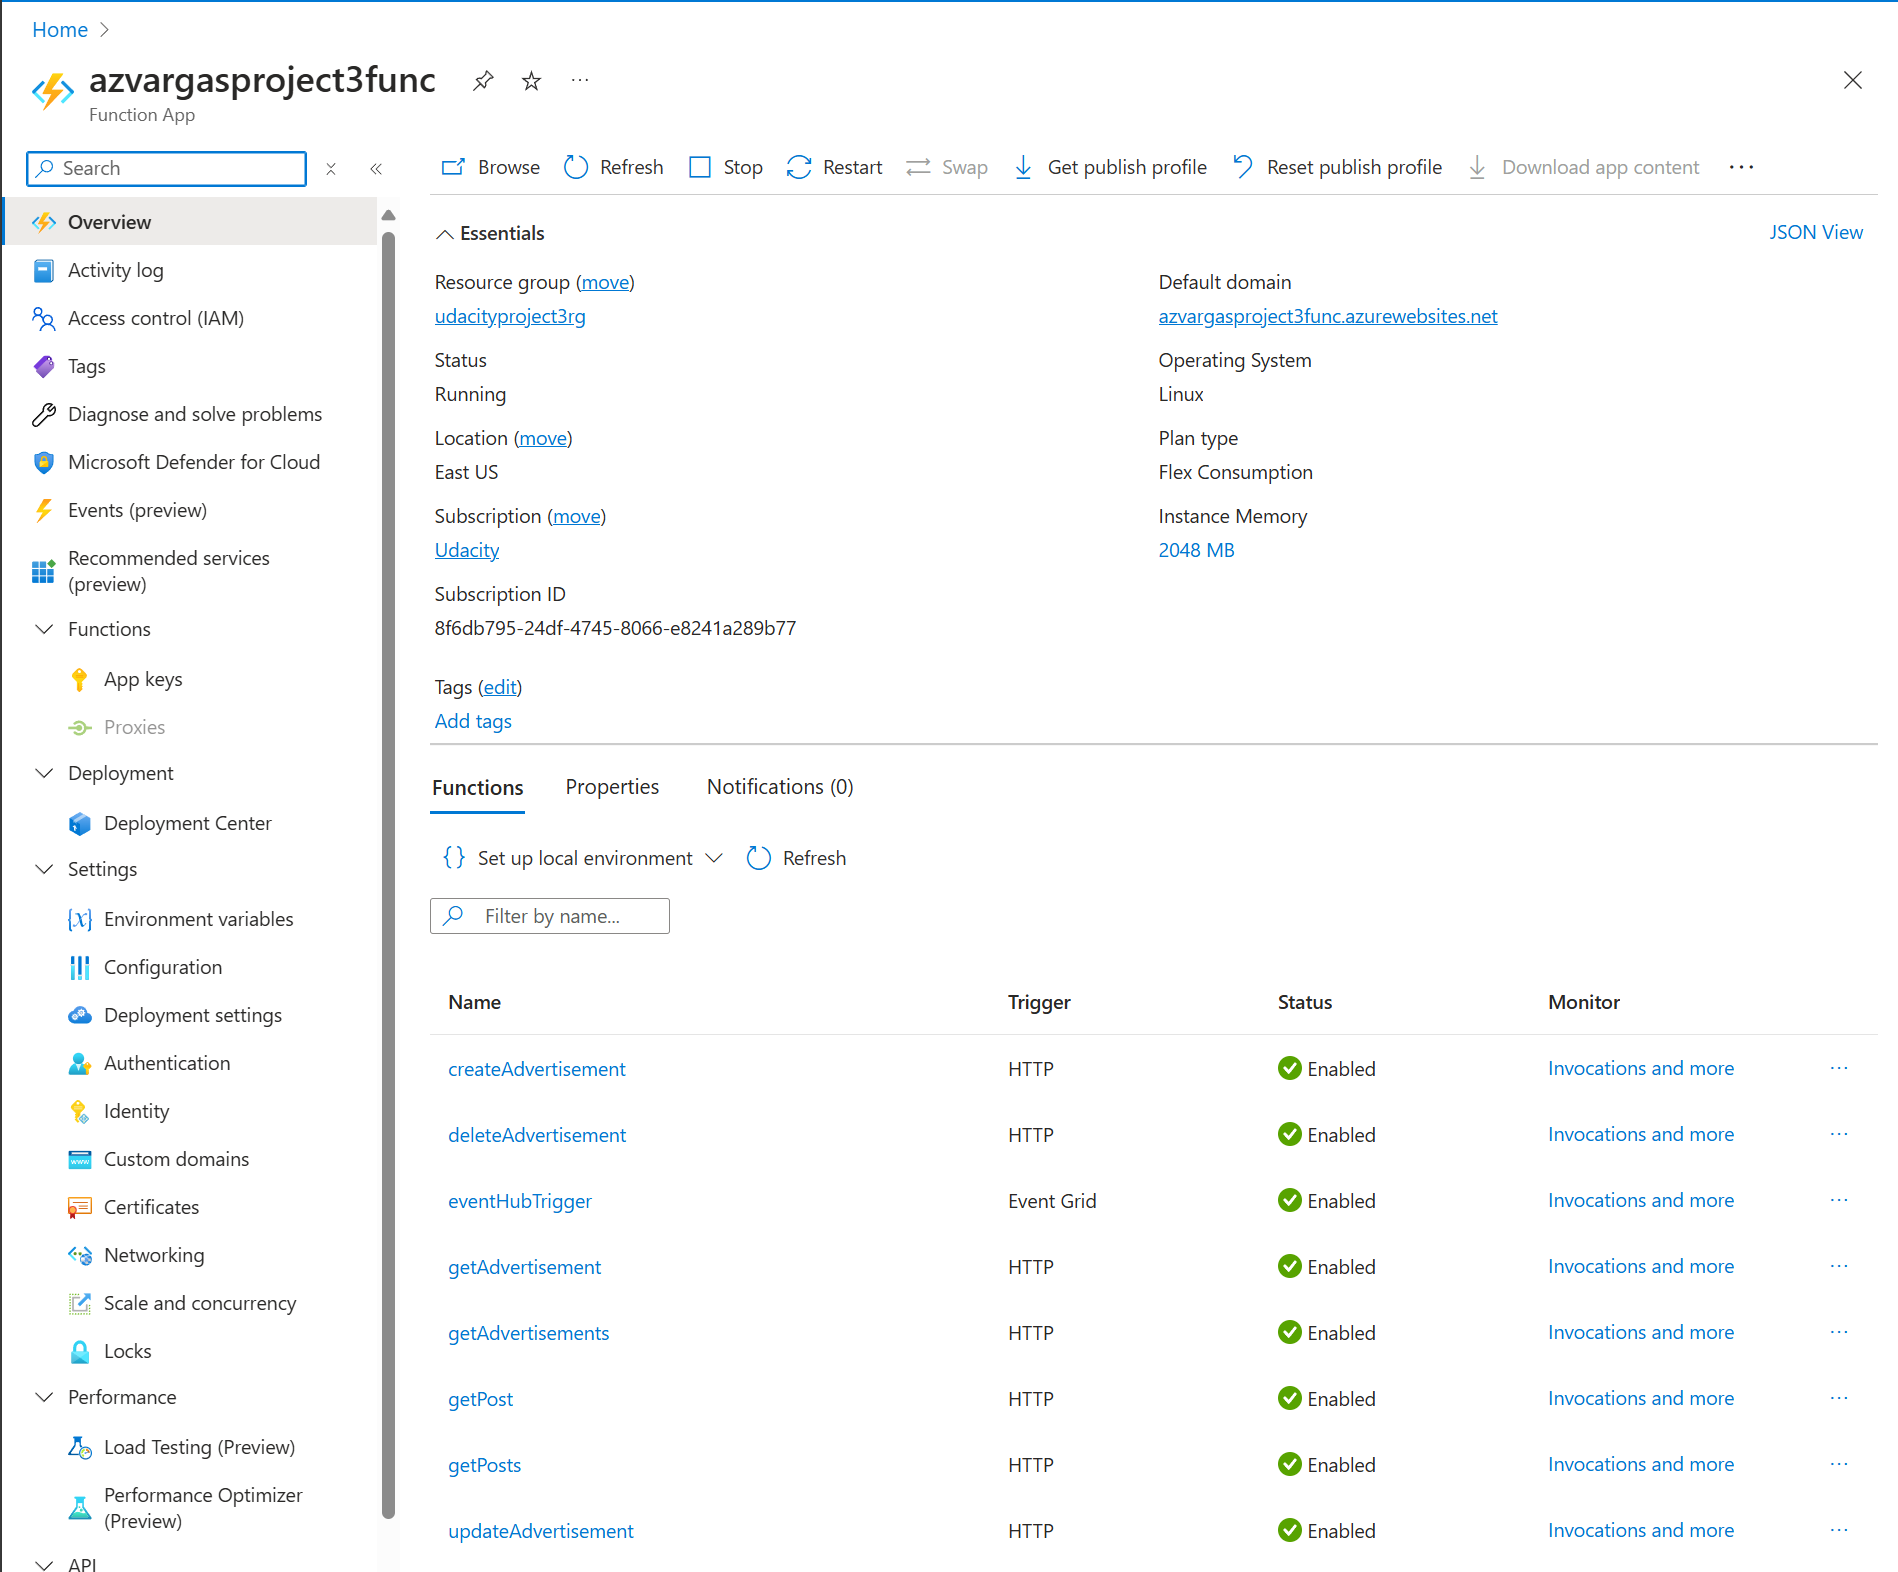 Home
azvargasproject3func
Function App
Search
Browse Refresh Stop Restart Swap Get publish profile Reset publish profile Download app content
Overview
Activity log
Access control (IAM)
Tags
Diagnose and solve problems
Microsoft Defender for Cloud
Events (preview)
Recommended services
(preview)
Functions
App keys
Proxies
Deployment
Deployment Center
Settings
Environment variables
Configuration
Deployment settings
Authentication
Identity
Custom domains
Certificates
Networking
Scale and concurrency
Locks
Performance
Load Testing (Preview)
Performance Optimizer
(Preview)
API
Essentials
JSON View
Resource group (move)
udacityproject3rg
Status
Running
Location (move)
East US
Subscription (move)
Udacity
Subscription ID
8f6db795-24df-4745-8066-e8241a289b77
Default domain
azvargasproject3func.azurewebsites.net
Operating System
Linux
Plan type
Flex Consumption
Instance Memory
2048 MB
Tags (edit)
Add tags
Functions Properties Notifications (0)
Set up local environment Refresh
Filter by name...
Name Trigger Status Monitor
createAdvertisement HTTP Enabled Invocations and more
deleteAdvertisement HTTP Enabled Invocations and more
eventHubTrigger Event Grid Enabled Invocations and more
getAdvertisement HTTP Enabled Invocations and more
getAdvertisements HTTP Enabled Invocations and more
getPost HTTP Enabled Invocations and more
getPosts HTTP Enabled Invocations and more
updateAdvertisement HTTP Enabled Invocations and more